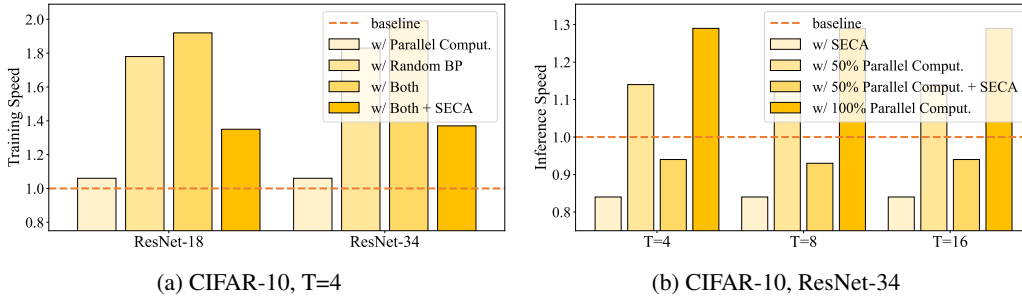 2.0
1.8
1.6
1.4
1.2
1.0
0.8
Training Speed
baseline
w/ Parallel Comput.
w/ Random BP
w/ Both
w/ Both + SECA
ResNet-18
ResNet-34
(a) CIFAR-10, T=4
1.3
1.2
1.1
1.0
0.9
0.8
Inference Speed
baseline
w/ SECA
w/ 50% Parallel Comput.
w/ 50% Parallel Comput. + SECA
w/ 100% Parallel Comput.
T=4
T=8
T=16
(b) CIFAR-10, ResNet-34